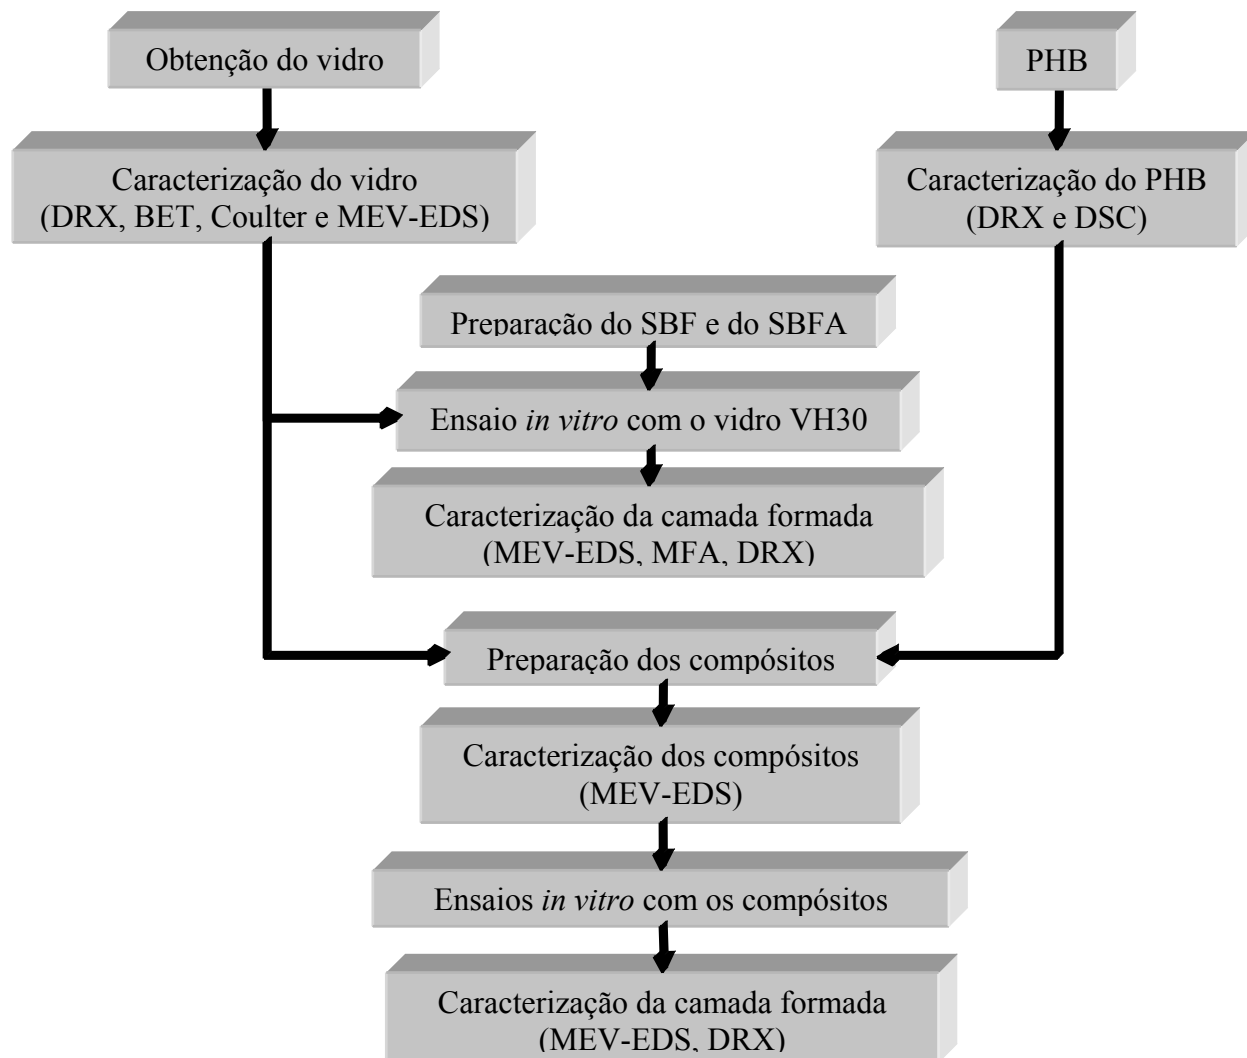 Obtenção do vidro
PHB
Caracterização do vidro
(DRX, BET, Coulter e MEV-EDS)
Caracterização do PHB
(DRX e DSC)
Preparação do SBF e do SBFA
Ensaio in vitro com o vidro VH30
Caracterização da camada formada
(MEV-EDS, MFA, DRX)
Preparação dos compósitos
Caracterização dos compósitos
(MEV-EDS)
Ensaios in vitro com os compósitos
Caracterização da camada formada
(MEV-EDS, DRX)